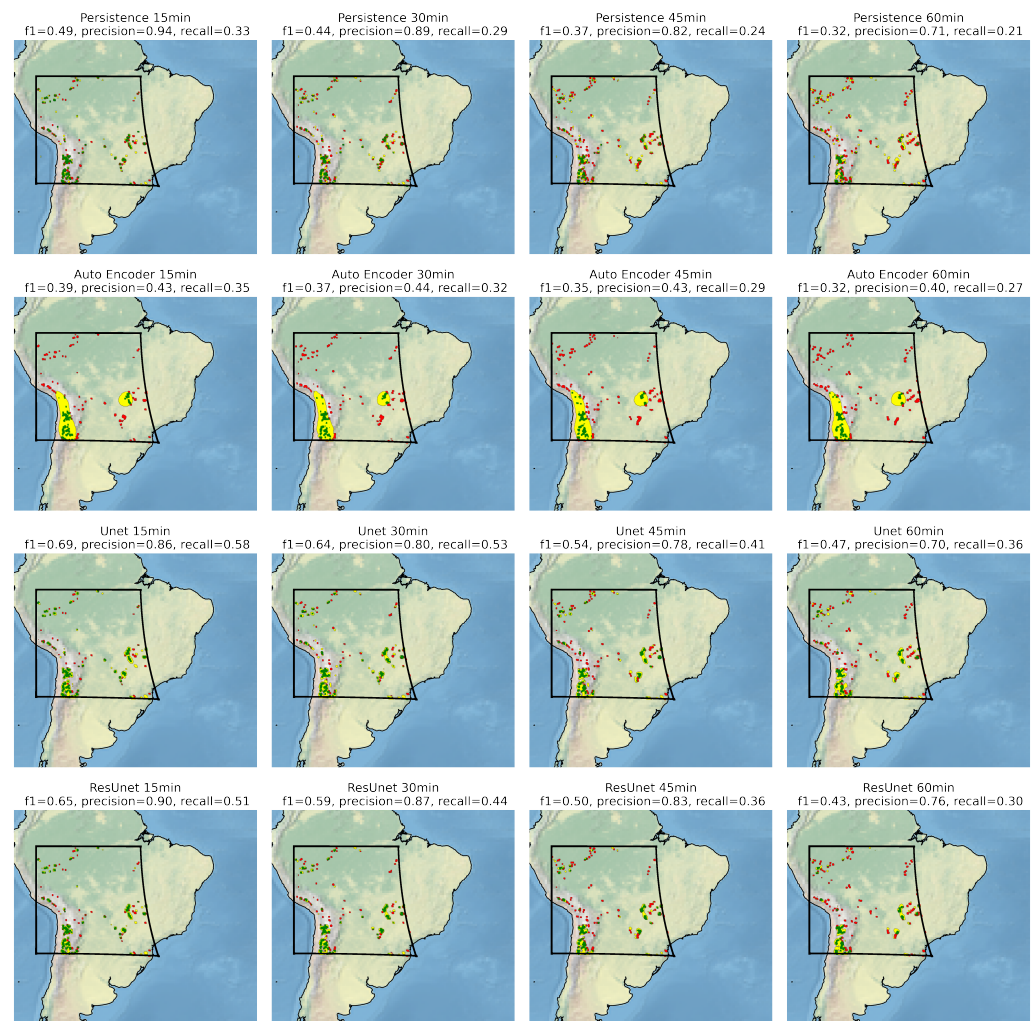 Persistence 15min
f1=0.49, precision=0.94, recall=0.33
Persistence 30min
f1=0.44, precision=0.89, recall=0.29
Persistence 45min
f1=0.37, precision=0.82, recall=0.24
Persistence 60min
f1=0.32, precision=0.71, recall=0.21
Auto Encoder 15min
f1=0.39, precision=0.43, recall=0.35
Auto Encoder 30min
f1=0.37, precision=0.44, recall=0.32
Auto Encoder 45min
f1=0.35, precision=0.43, recall=0.29
Auto Encoder 60min
f1=0.32, precision=0.40, recall=0.27
Unet 15min
f1=0.69, precision=0.86, recall=0.58
Unet 30min
f1=0.64, precision=0.80, recall=0.53
Unet 45min
f1=0.54, precision=0.78, recall=0.41
Unet 60min
f1=0.47, precision=0.70, recall=0.36
ResUnet 15min
f1=0.65, precision=0.90, recall=0.51
ResUnet 30min
f1=0.59, precision=0.87, recall=0.44
ResUnet 45min
f1=0.50, precision=0.83, recall=0.36
ResUnet 60min
f1=0.43, precision=0.76, recall=0.30